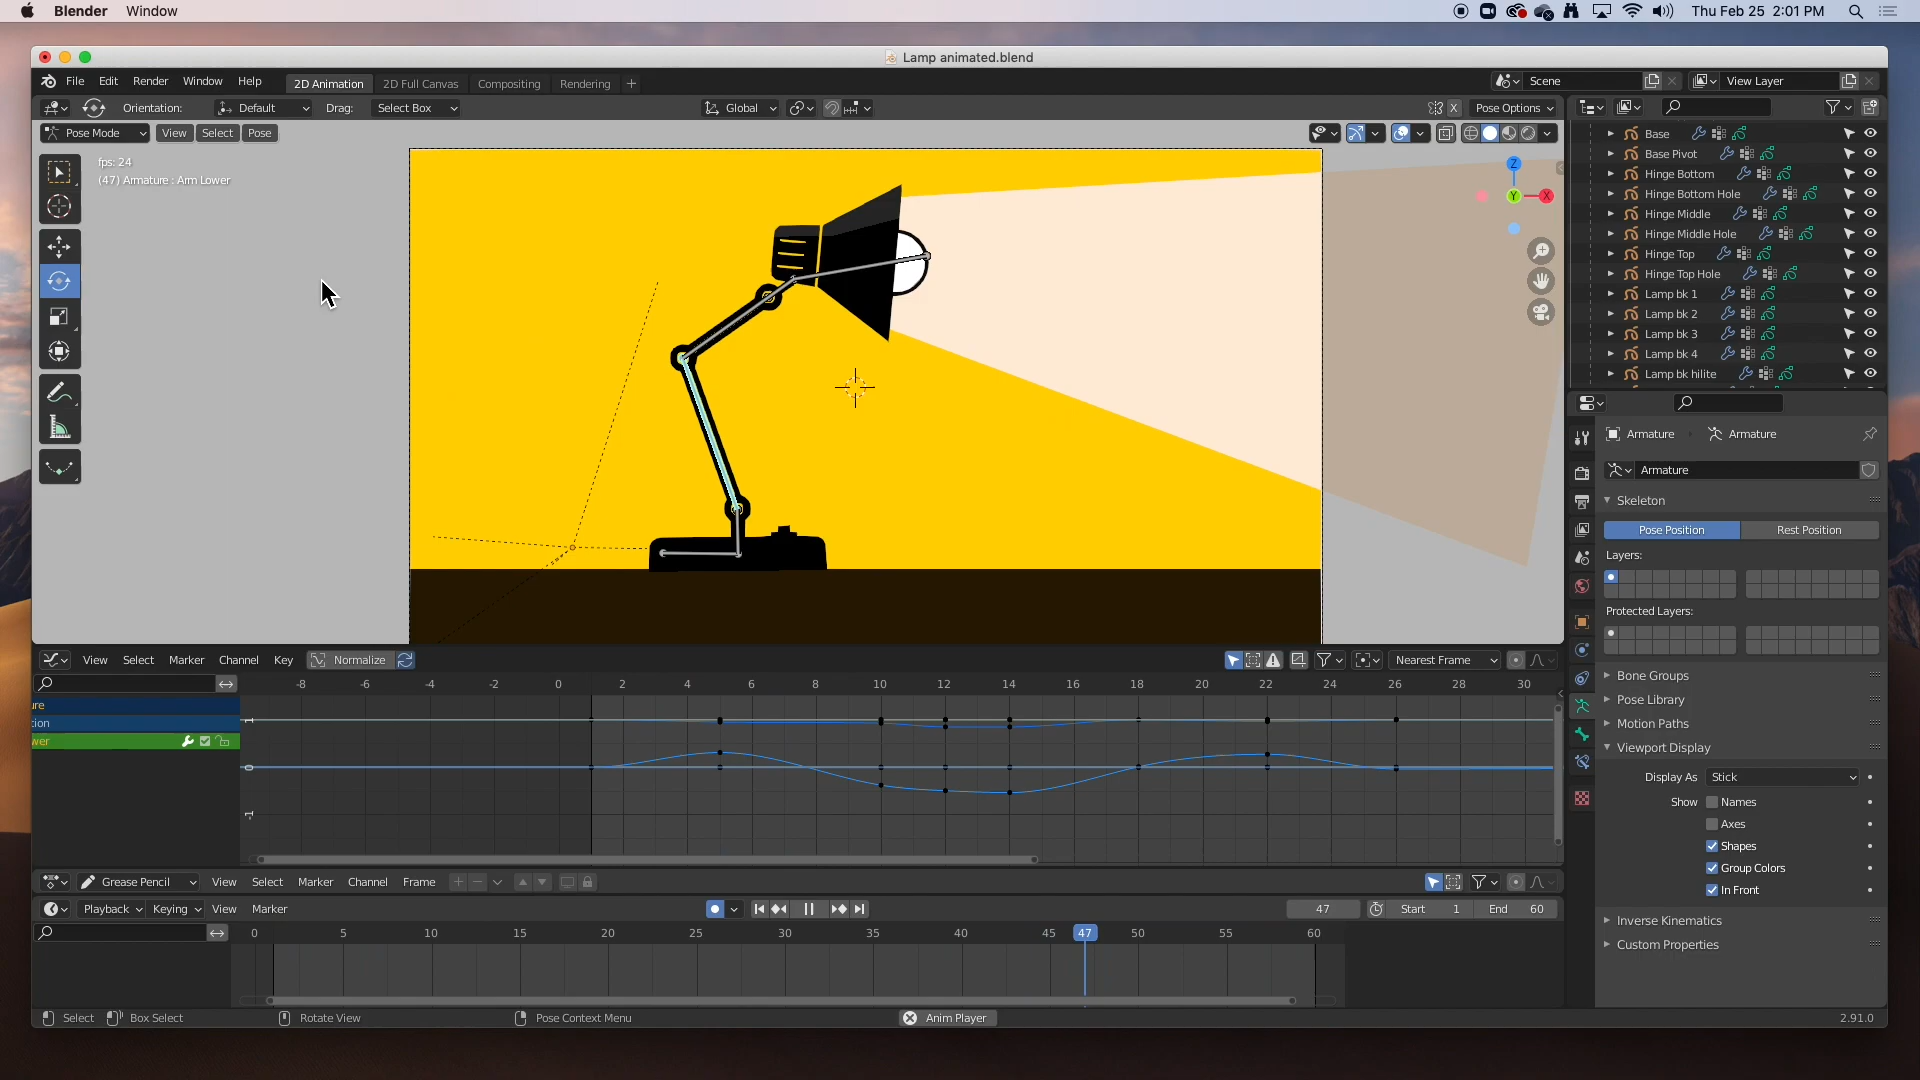 Blender Window Thu Feb 25 2:01 PM
Lamp animated.blend
File Edit Render Window Help 2D Animation 2D Full Canvas Compositing Rendering + Scene View Layer
Orientation: Default Drag: Select Box Global X Pose Options
Pose Mode View Select Pose
fps: 24
(47) Armature : Arm Lower
Z
Y
X
Base
Base Pivot
Hinge Bottom
Hinge Bottom Hole
Hinge Middle
Hinge Middle Hole
Hinge Top
Hinge Top Hole
Lamp bk 1
Lamp bk 2
Lamp bk 3
Lamp bk 4
Lamp bk hilite
Armature Armature
Armature
Skeleton
Pose Position Rest Position
Layers:
Protected Layers:
Bone Groups
Pose Library
Motion Paths
Viewport Display
Display As Stick
Show Names
Axes
Shapes
Group Colors
In Front
Inverse Kinematics
Custom Properties
View Select Marker Channel Key Normalize Nearest Frame
-8 -6 -4 -2 0 2 4 6 8 10 12 14 16 18 20 22 24 26 28 30
ure
tion
wer
1
0
-1
Grease Pencil View Select Marker Channel Frame
Playback Keying View Marker 47 Start 1 End 60
0 5 10 15 20 25 30 35 40 45 47 50 55 60
Select Box Select Rotate View Pose Context Menu Anim Player 2.91.0